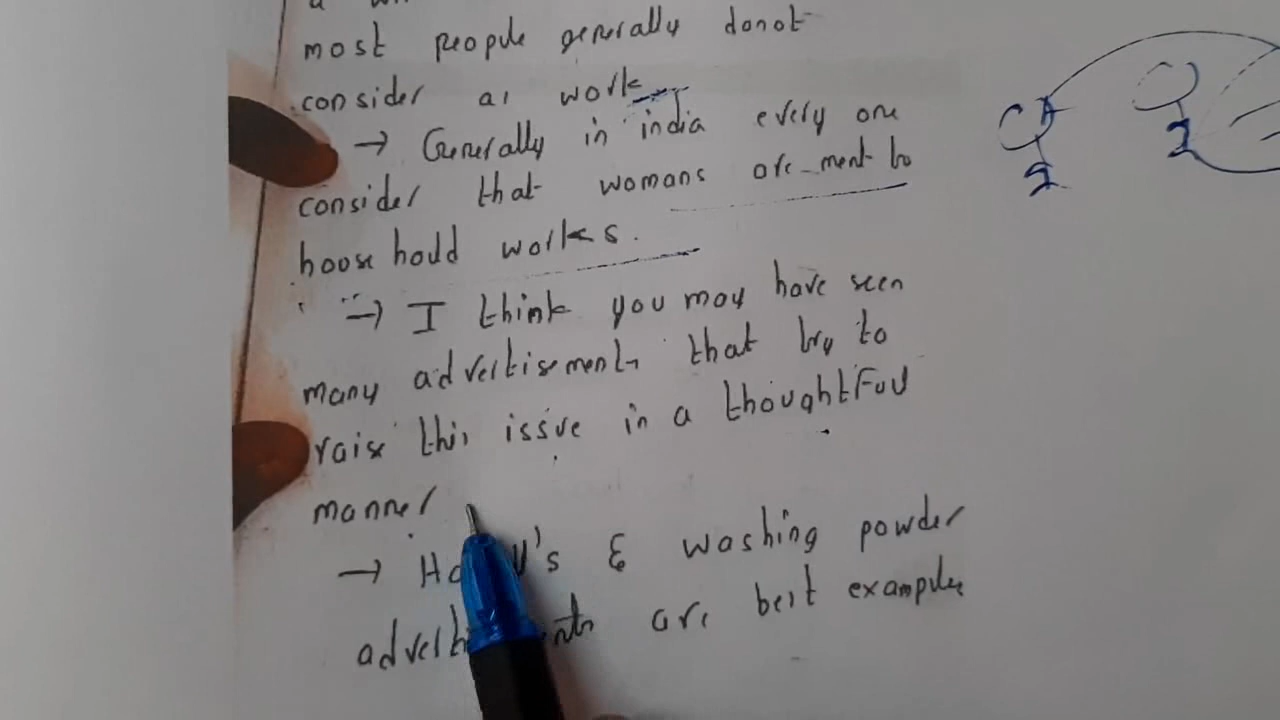 most people generally donot
consider as work
→ Generally in india every one
consider that womans are ment to
house hould works.
→ I think you may have seen
many advertisements that try to
raise this issue in a thoughtfull
manner
→ & washing powder
are best examples